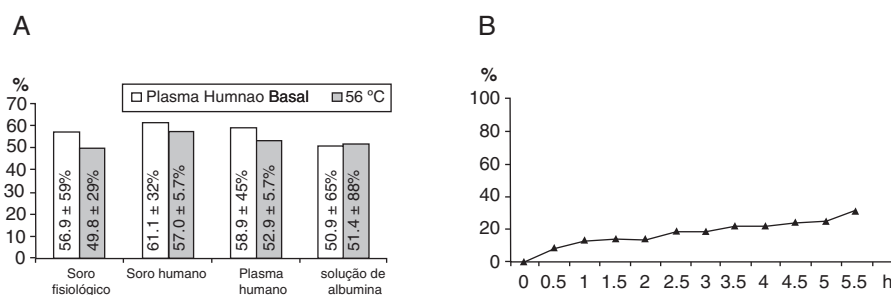 A
%
70
60
50
40
30
20
10
0
Plasma Humnao Basal
56 ºC
56.9 ± 59%
49.8 ± 29%
61.1 ± 32%
57.0 ± 5.7%
58.9 ± 45%
52.9 ± 5.7%
50.9 ± 65%
51.4 ± 88%
Soro
fisiológico
Soro humano
Plasma
humano
solução de
albumina
B
%
100
80
60
40
20
0
0 0.5 1 1.5 2 2.5 3 3.5 4 4.5 5 5.5 h